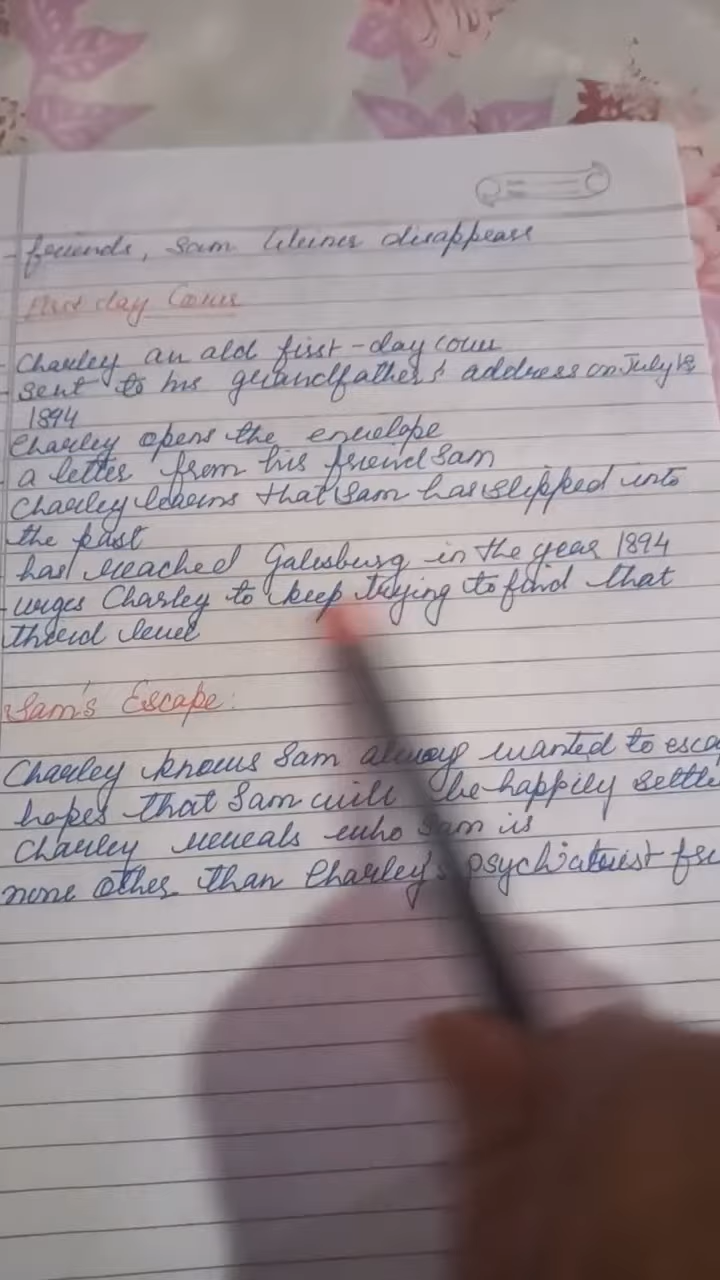 - friends, Sam Weiner disappears
First day Cover
- Charley an old first-day cover
- sent to his grandfather's address on July 18
1894
Charley opens the envelope
- a letter from his friend Sam
Charley learns that Sam has slipped into
the past
- has reached Galesburg in the year 1894
- urges Charley to keep trying to find that
third level
Sam's Escape:
Charley knows Sam always wanted to esca
hopes that Sam will be happily settle
Charley reveals who Sam is
none other than Charley's psychiatrist fri